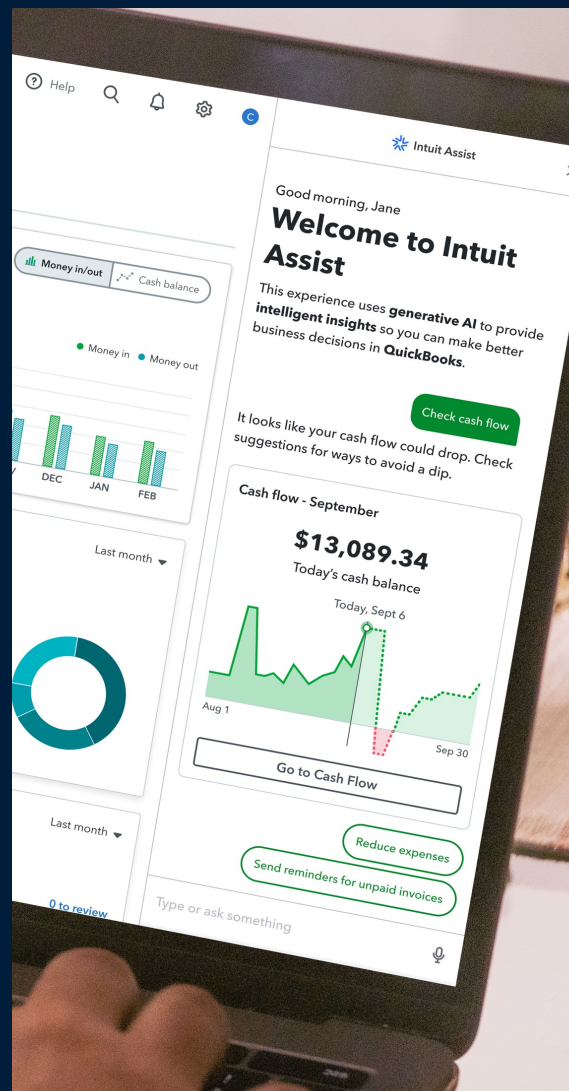 Help
C
Intuit Assist
Good morning, Jane
Welcome to Intuit
Assist
This experience uses generative AI to provide
intelligent insights so you can make better
business decisions in QuickBooks.
Money in/out
Cash balance
Money in
Money out
DEC
JAN
FEB
Check cash flow
It looks like your cash flow could drop. Check
suggestions for ways to avoid a dip.
Cash flow - September
$13,089.34
Today's cash balance
Today, Sept 6
Aug 1
Sep 30
Go to Cash Flow
Last month
Last month
0 to review
Reduce expenses
Send reminders for unpaid invoices
Type or ask something